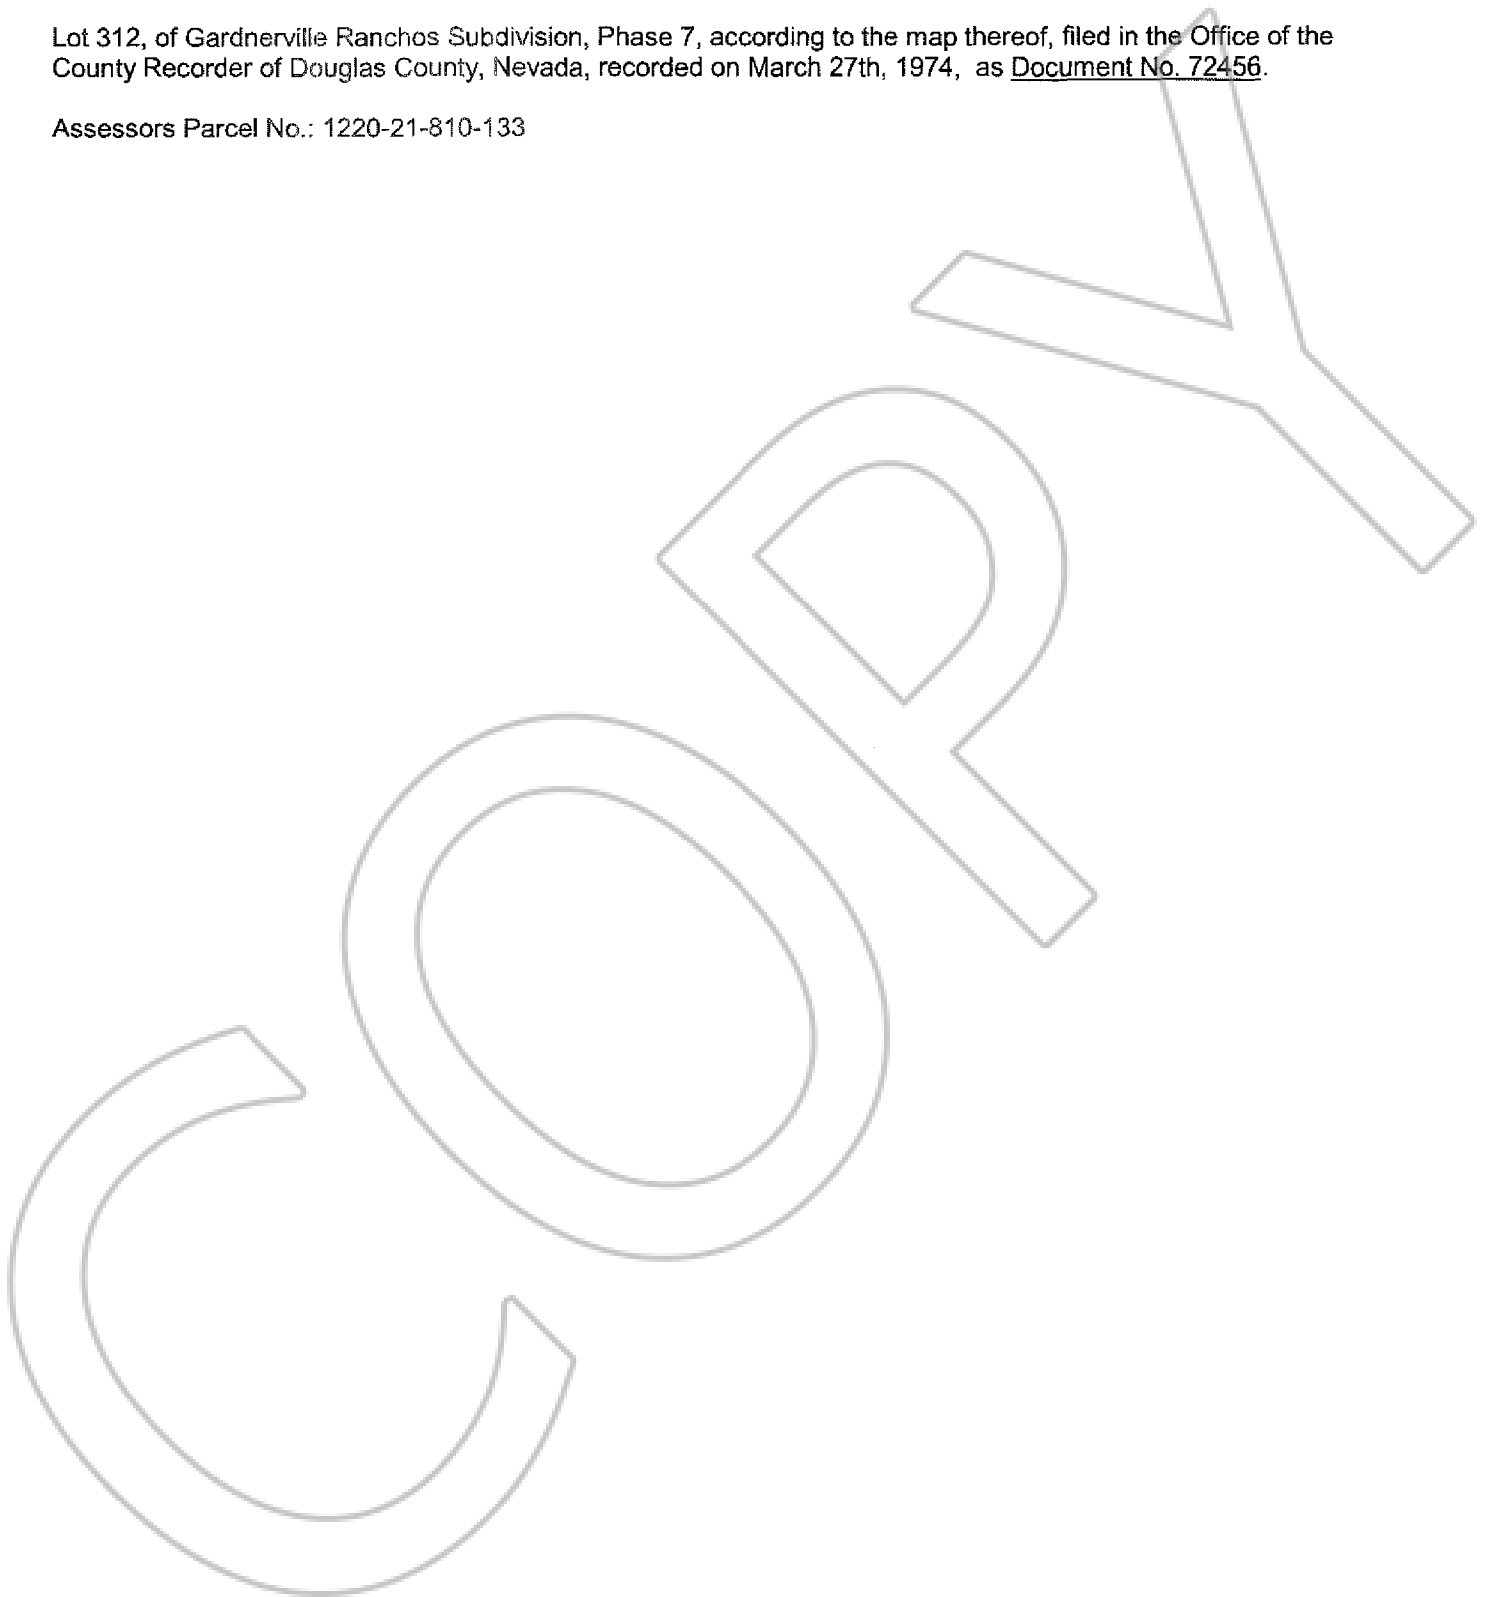 Lot 312, of Gardnerville Ranchos Subdivision, Phase 7, according to the map thereof, filed in the Office of the
County Recorder of Douglas County, Nevada, recorded on March 27th, 1974, as Document No. 72456.
Assessors Parcel No.: 1220-21-810-133
COPY